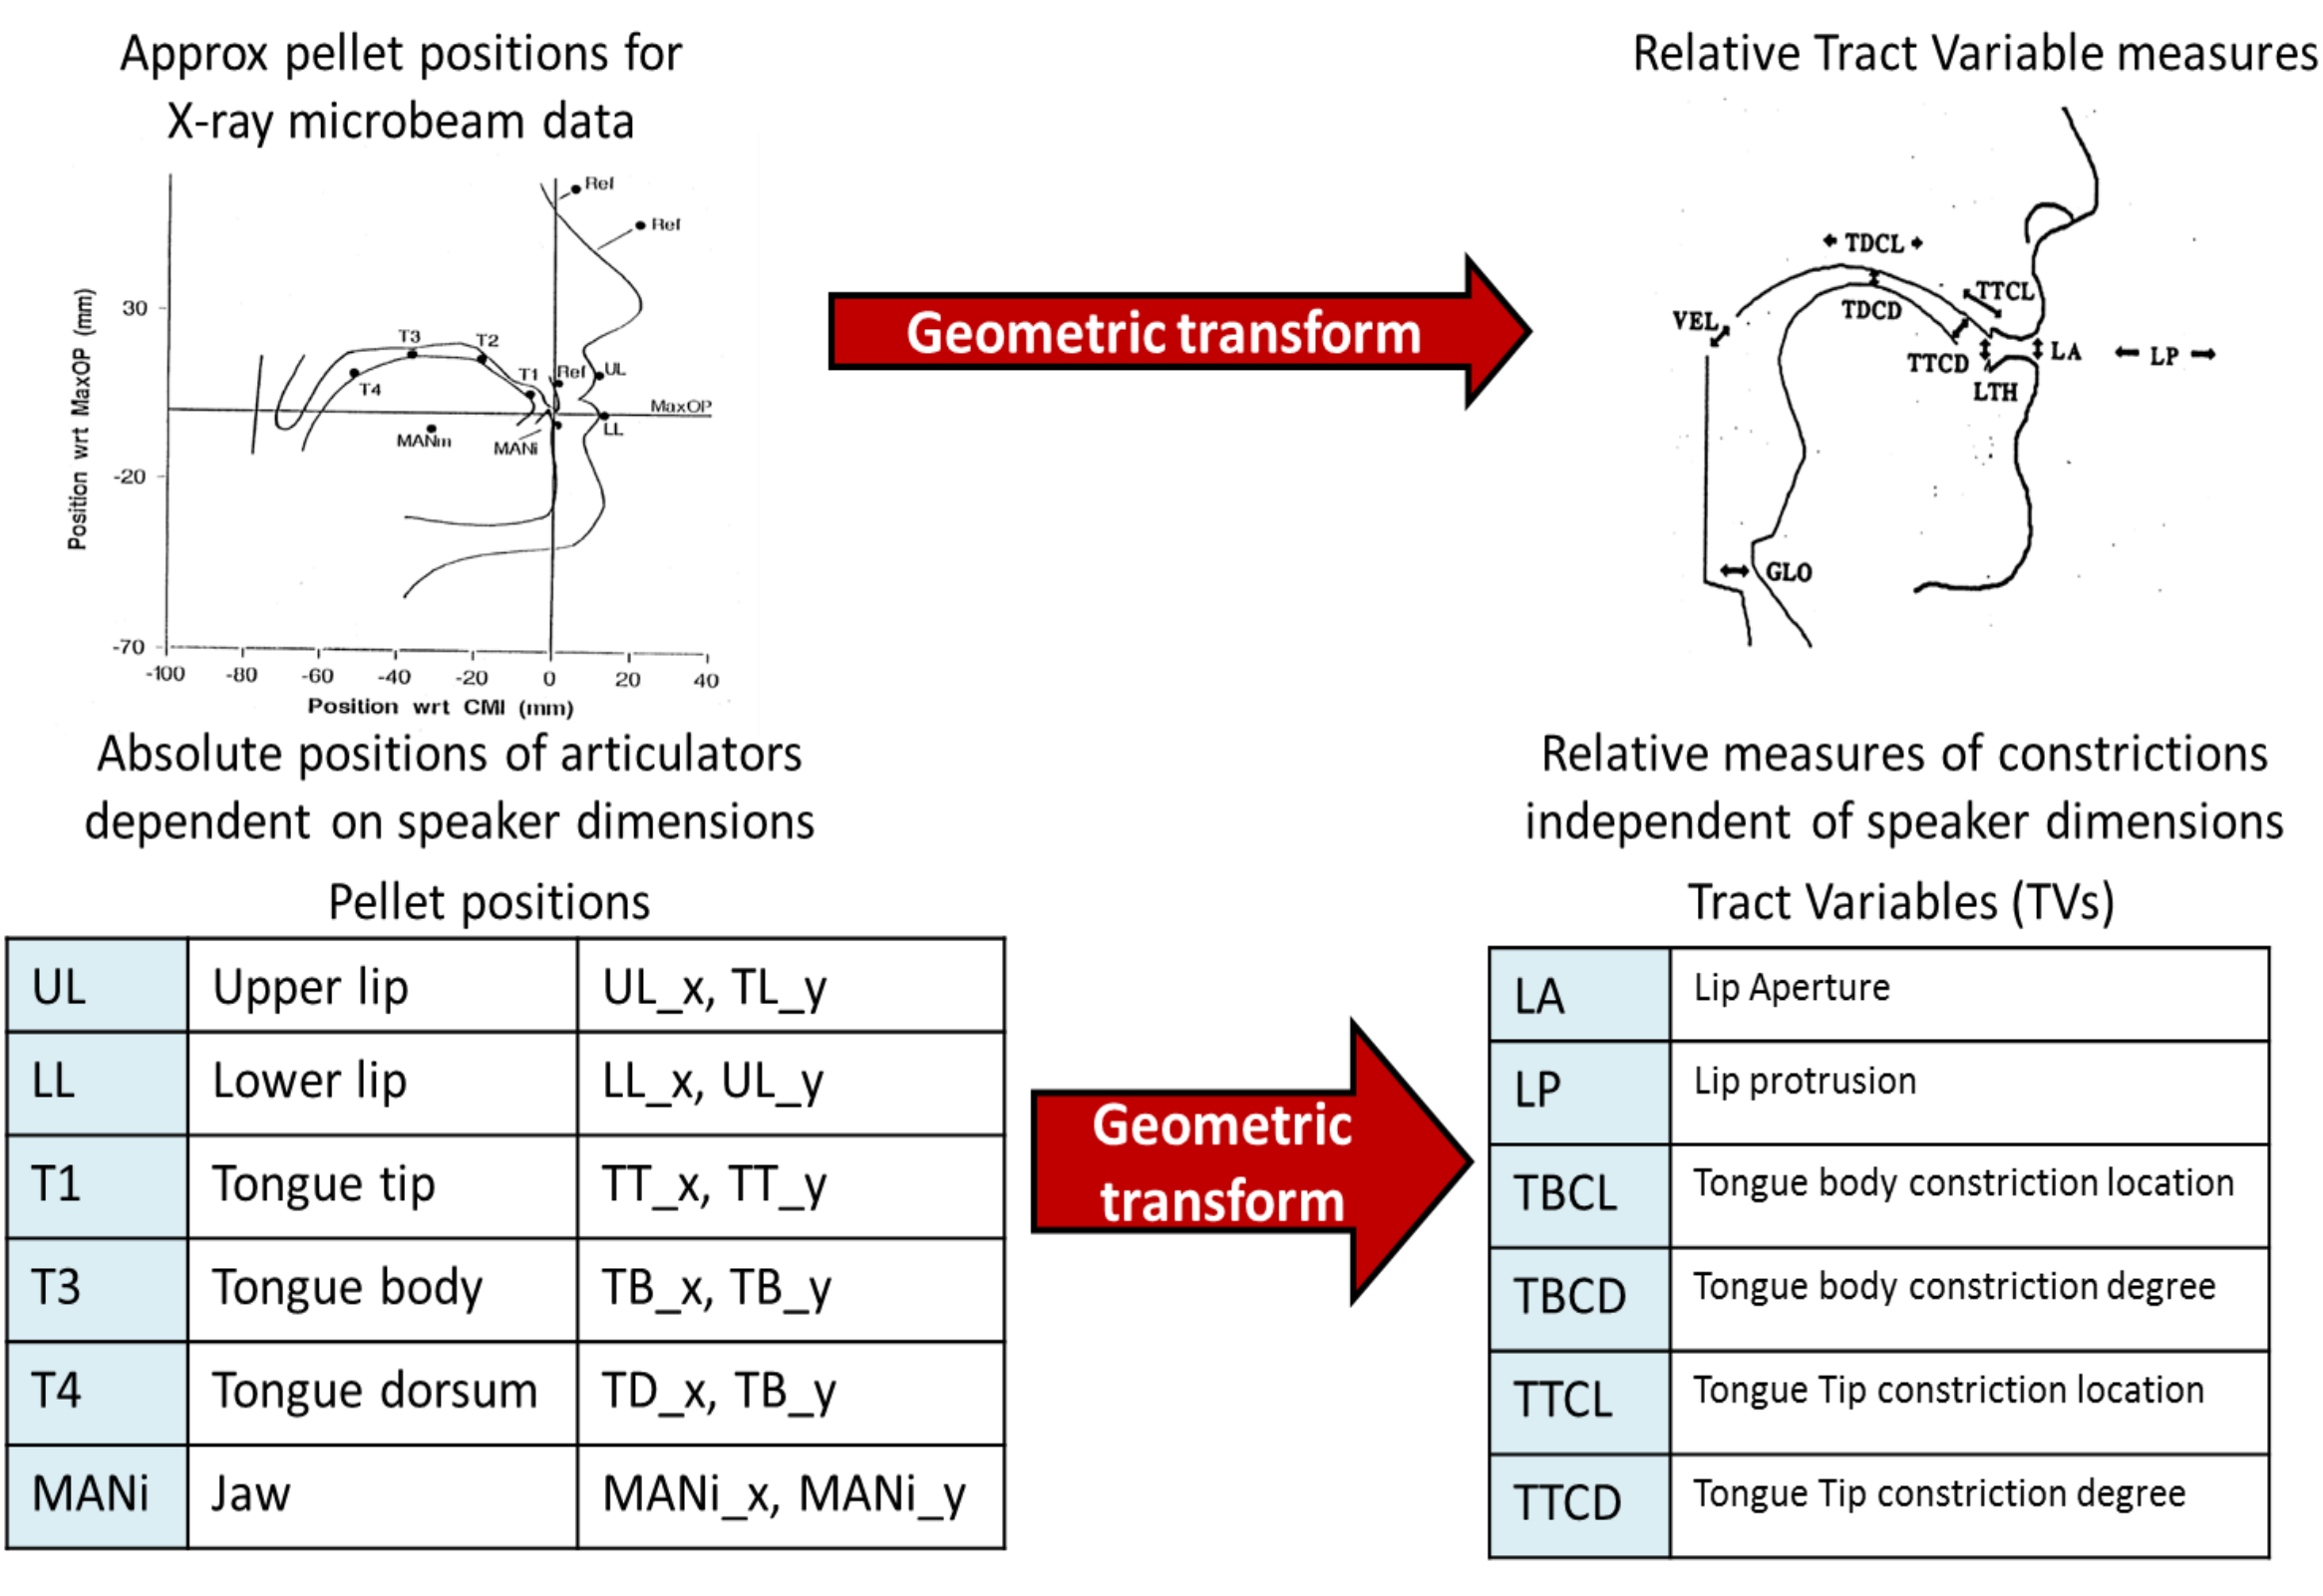 Approx pellet positions for
X-ray microbeam data
Relative Tract Variable measures
Ref
Ref
Position wrt MaxOP (mm)
30
-20
-70
T3
T2
T4
T1
Ref
UL
MaxOP
LL
MANm
MANi
-100 -80 -60 -40 -20 0 20 40
Position wrt CMI (mm)
Geometric transform
TDCL
TTCL
TDCD
VEL
TTCD
LA
LP
LTH
GLO
Absolute positions of articulators
dependent on speaker dimensions
Relative measures of constrictions
independent of speaker dimensions
Pellet positions
UL Upper lip UL_x, TL_y
LL Lower lip LL_x, UL_y
T1 Tongue tip TT_x, TT_y
T3 Tongue body TB_x, TB_y
T4 Tongue dorsum TD_x, TB_y
MANi Jaw MANi_x, MANi_y
Geometric
transform
Tract Variables (TVs)
LA Lip Aperture
LP Lip protrusion
TBCL Tongue body constriction location
TBCD Tongue body constriction degree
TTCL Tongue Tip constriction location
TTCD Tongue Tip constriction degree